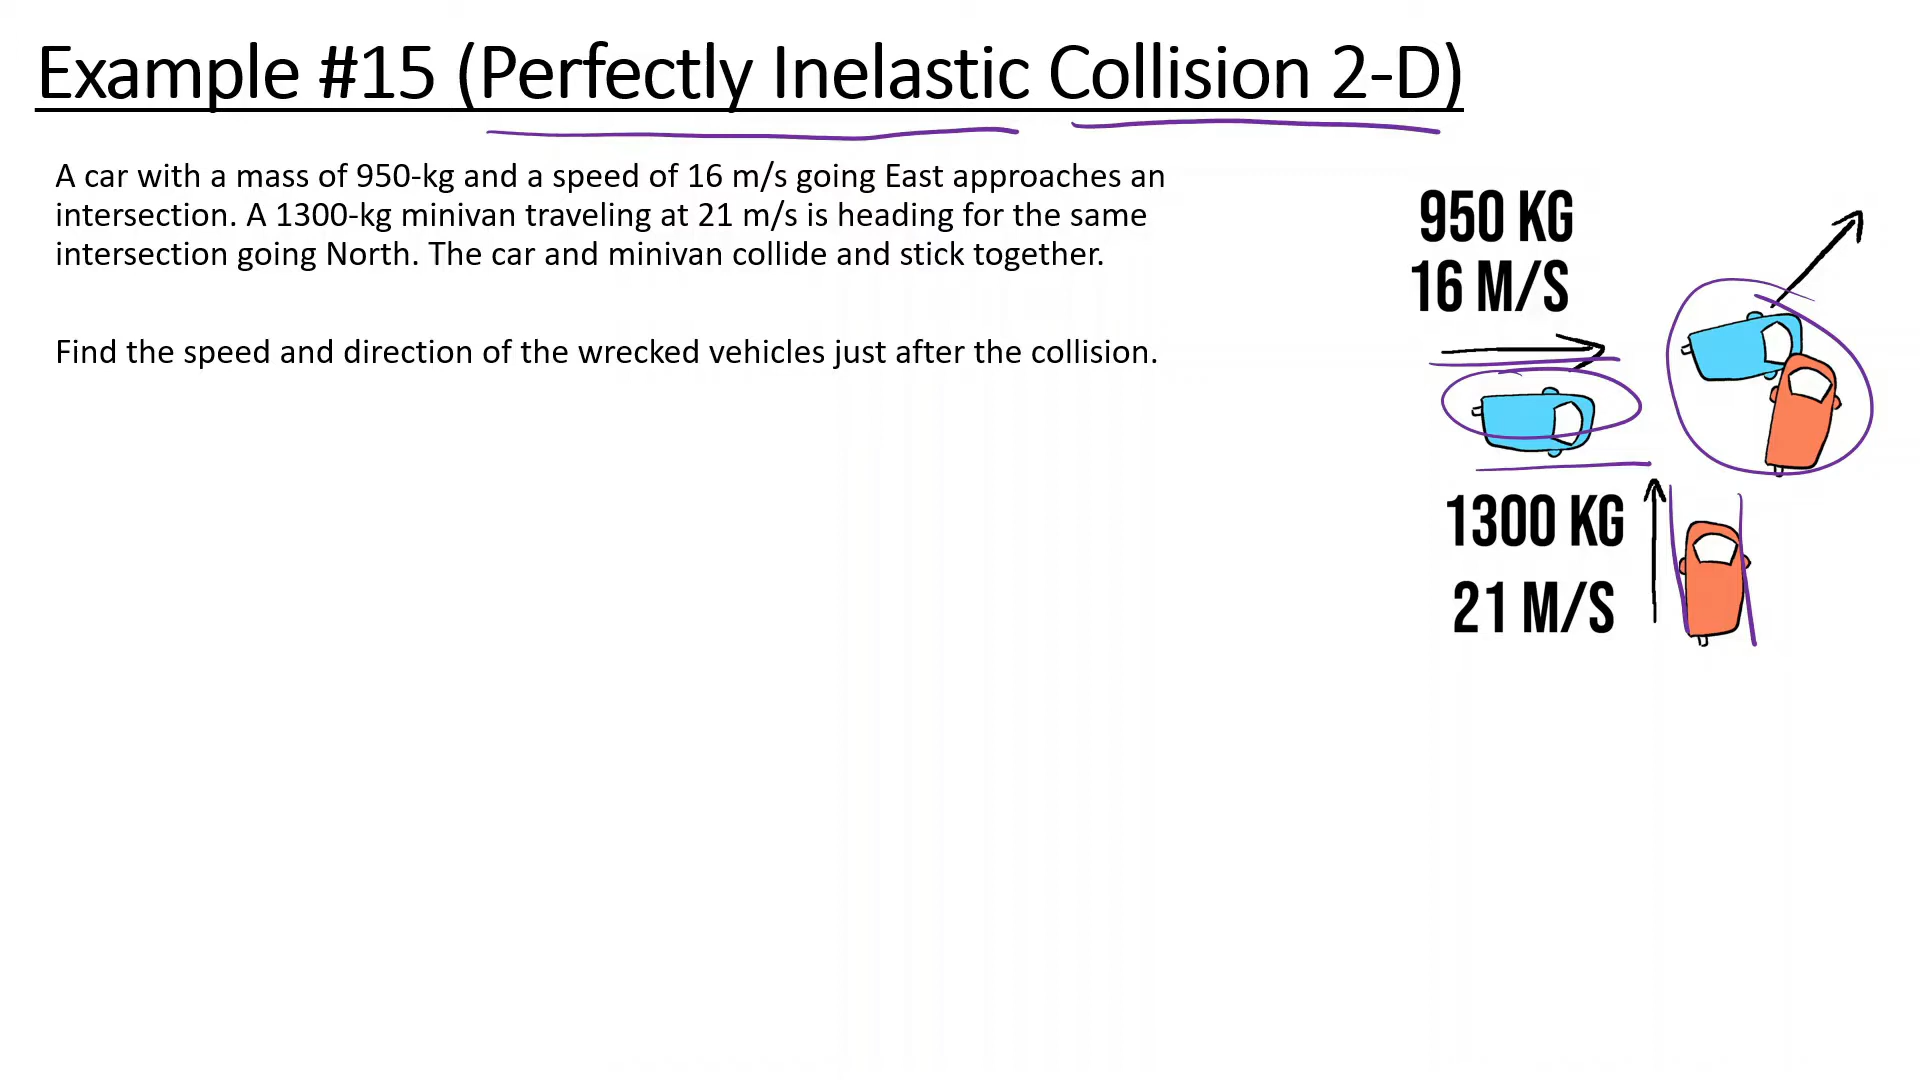 Example #15 (Perfectly Inelastic Collision 2-D)
A car with a mass of 950-kg and a speed of 16 m/s going East approaches an
intersection. A 1300-kg minivan traveling at 21 m/s is heading for the same
intersection going North. The car and minivan collide and stick together.
Find the speed and direction of the wrecked vehicles just after the collision.
950 KG
16 M/S
1300 KG
21 M/S